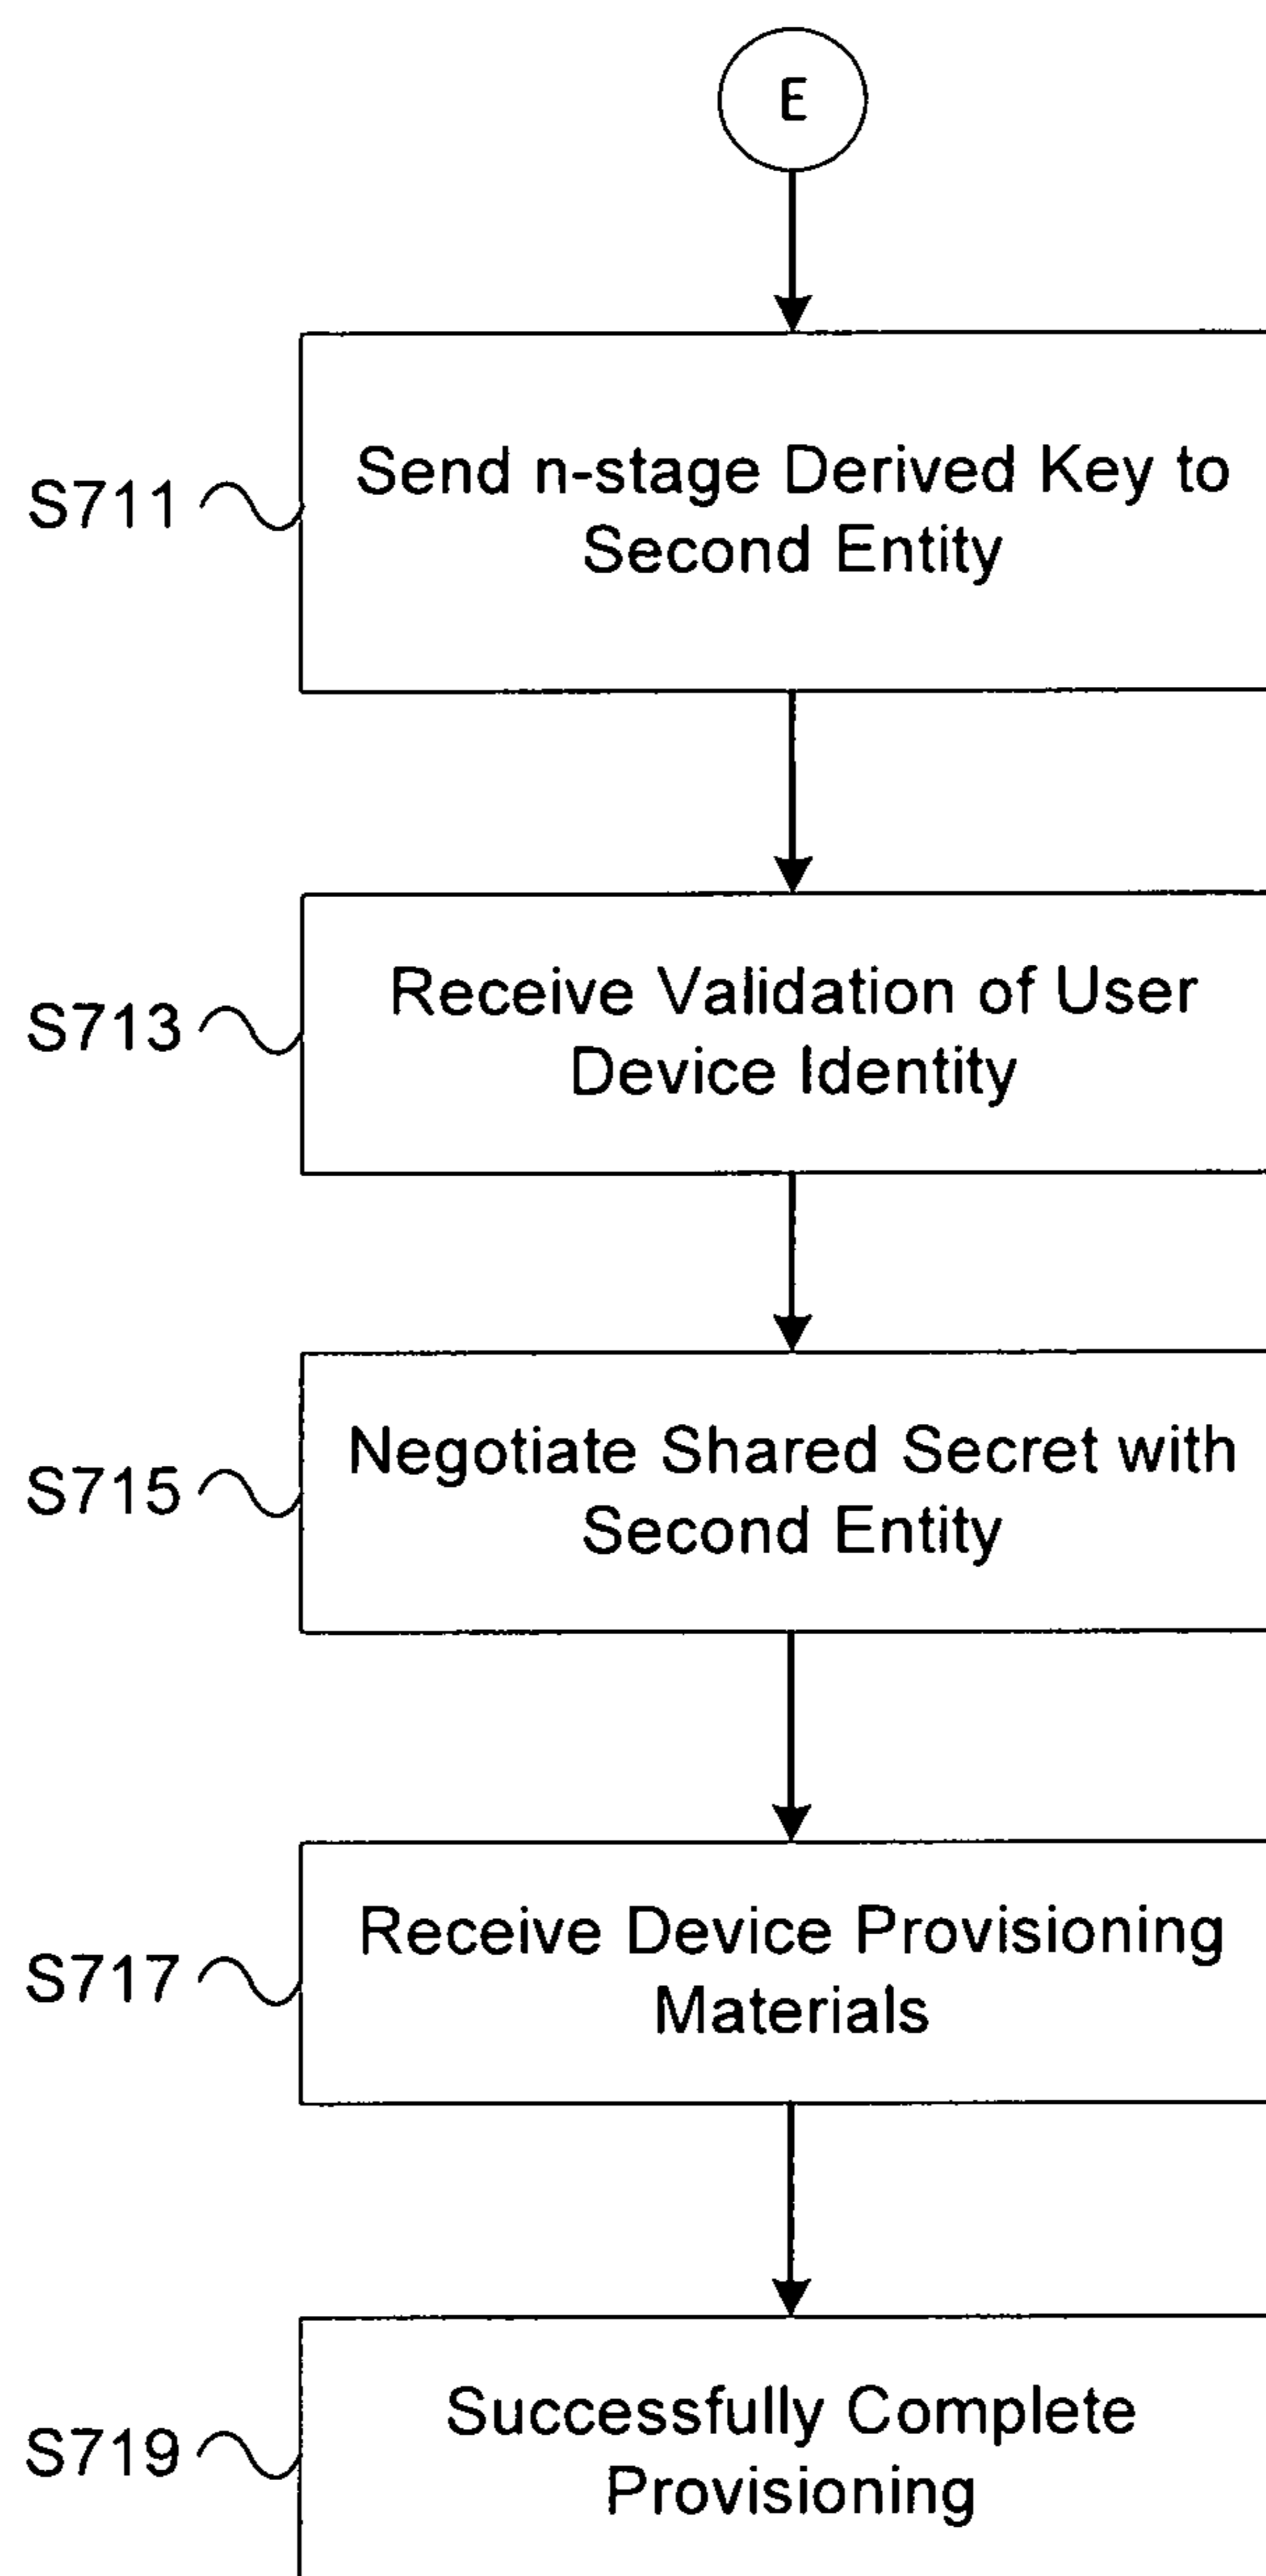 E
S711
Send n-stage Derived Key to
Second Entity
S713
Receive Validation of User
Device Identity
S715
Negotiate Shared Secret with
Second Entity
S717
Receive Device Provisioning
Materials
S719
Successfully Complete
Provisioning